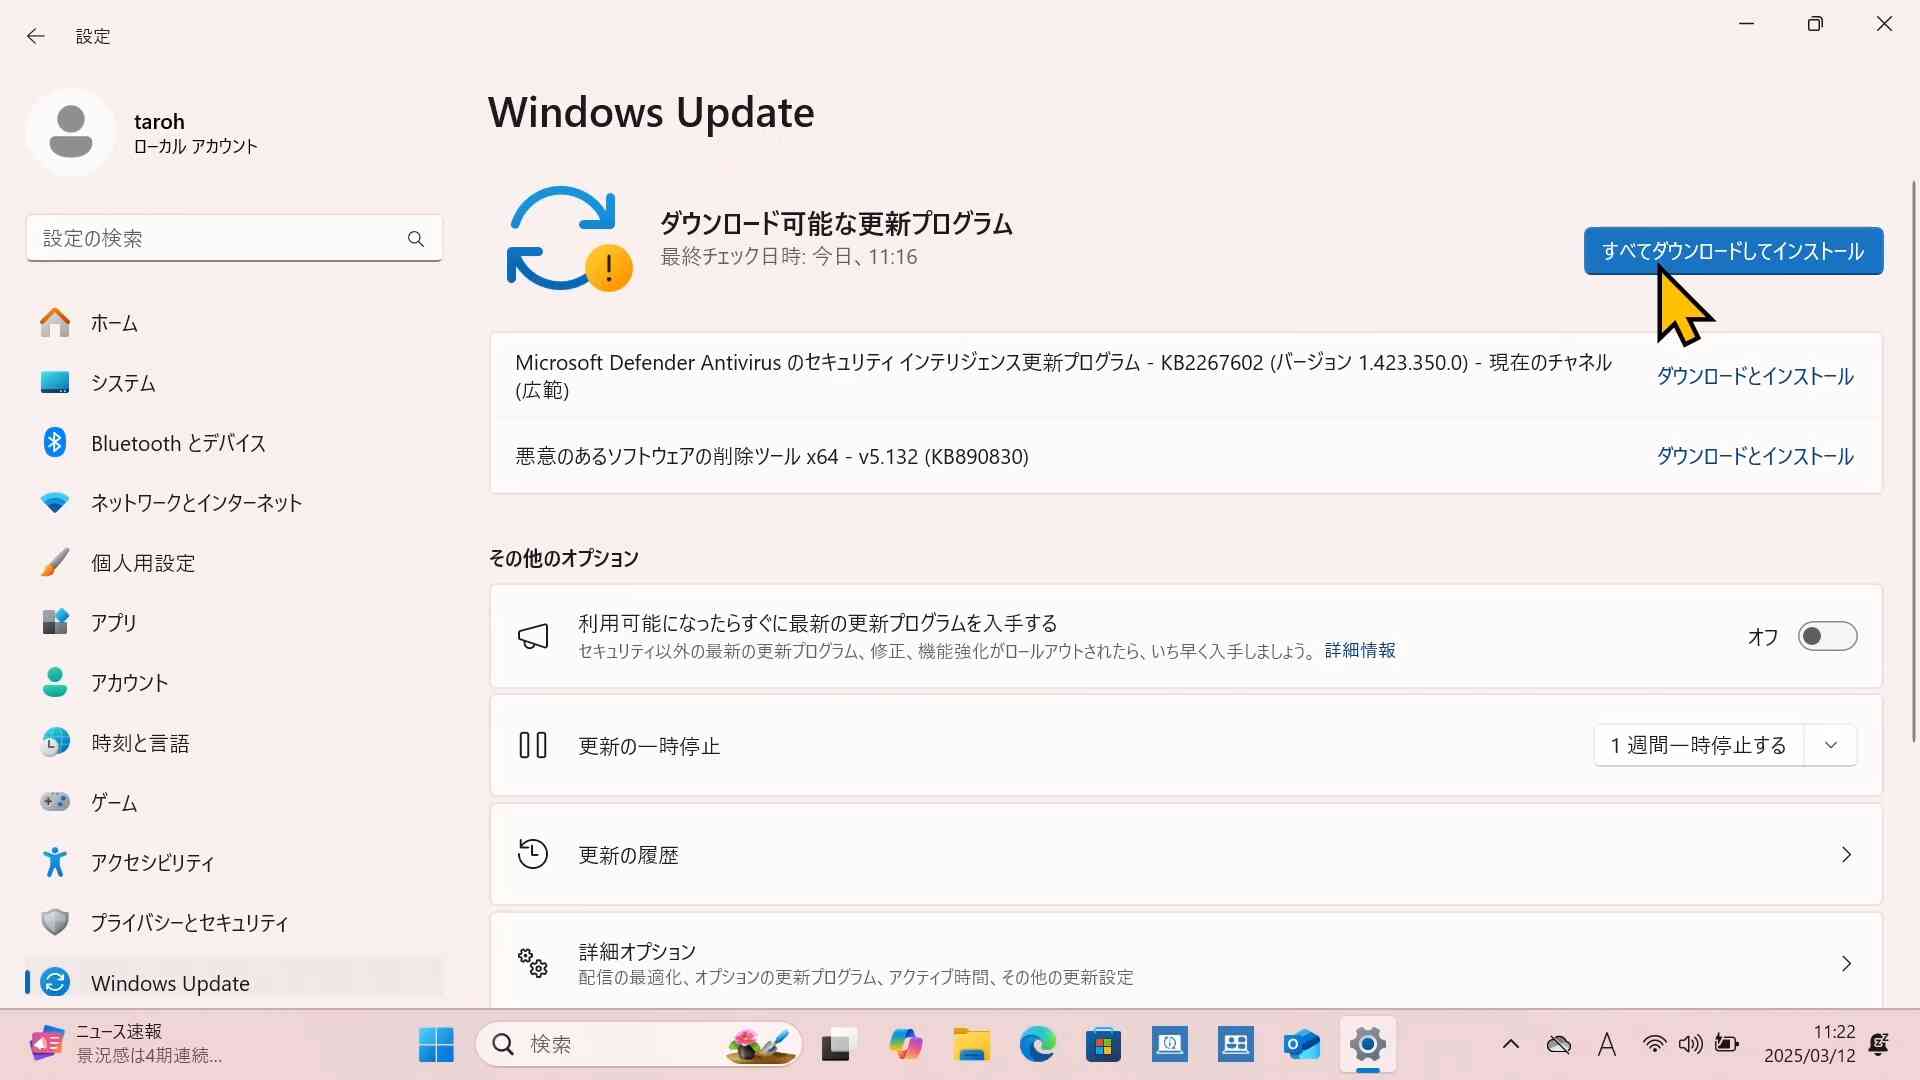 設定
taroh
ローカル アカウント
設定の検索
ホーム
システム
Bluetooth とデバイス
ネットワークとインターネット
個人用設定
アプリ
アカウント
時刻と言語
ゲーム
アクセシビリティ
プライバシーとセキュリティ
Windows Update
Windows Update
ダウンロード可能な更新プログラム
最終チェック日時: 今日、11:16
すべてダウンロードしてインストール
Microsoft Defender Antivirus のセキュリティ インテリジェンス更新プログラム - KB2267602 (バージョン 1.423.350.0) - 現在のチャネル
(広範)
ダウンロードとインストール
悪意のあるソフトウェアの削除ツール x64 - v5.132 (KB890830)
ダウンロードとインストール
その他のオプション
利用可能になったらすぐに最新の更新プログラムを入手する
セキュリティ以外の最新の更新プログラム、修正、機能強化がロールアウトされたら、いち早く入手しましょう。 詳細情報
オフ
更新の一時停止
1 週間一時停止する
更新の履歴
詳細オプション
配信の最適化、オプションの更新プログラム、アクティブ時間、その他の更新設定
ニュース速報
景況感は4期連続...
検索
A
11:22
2025/03/12